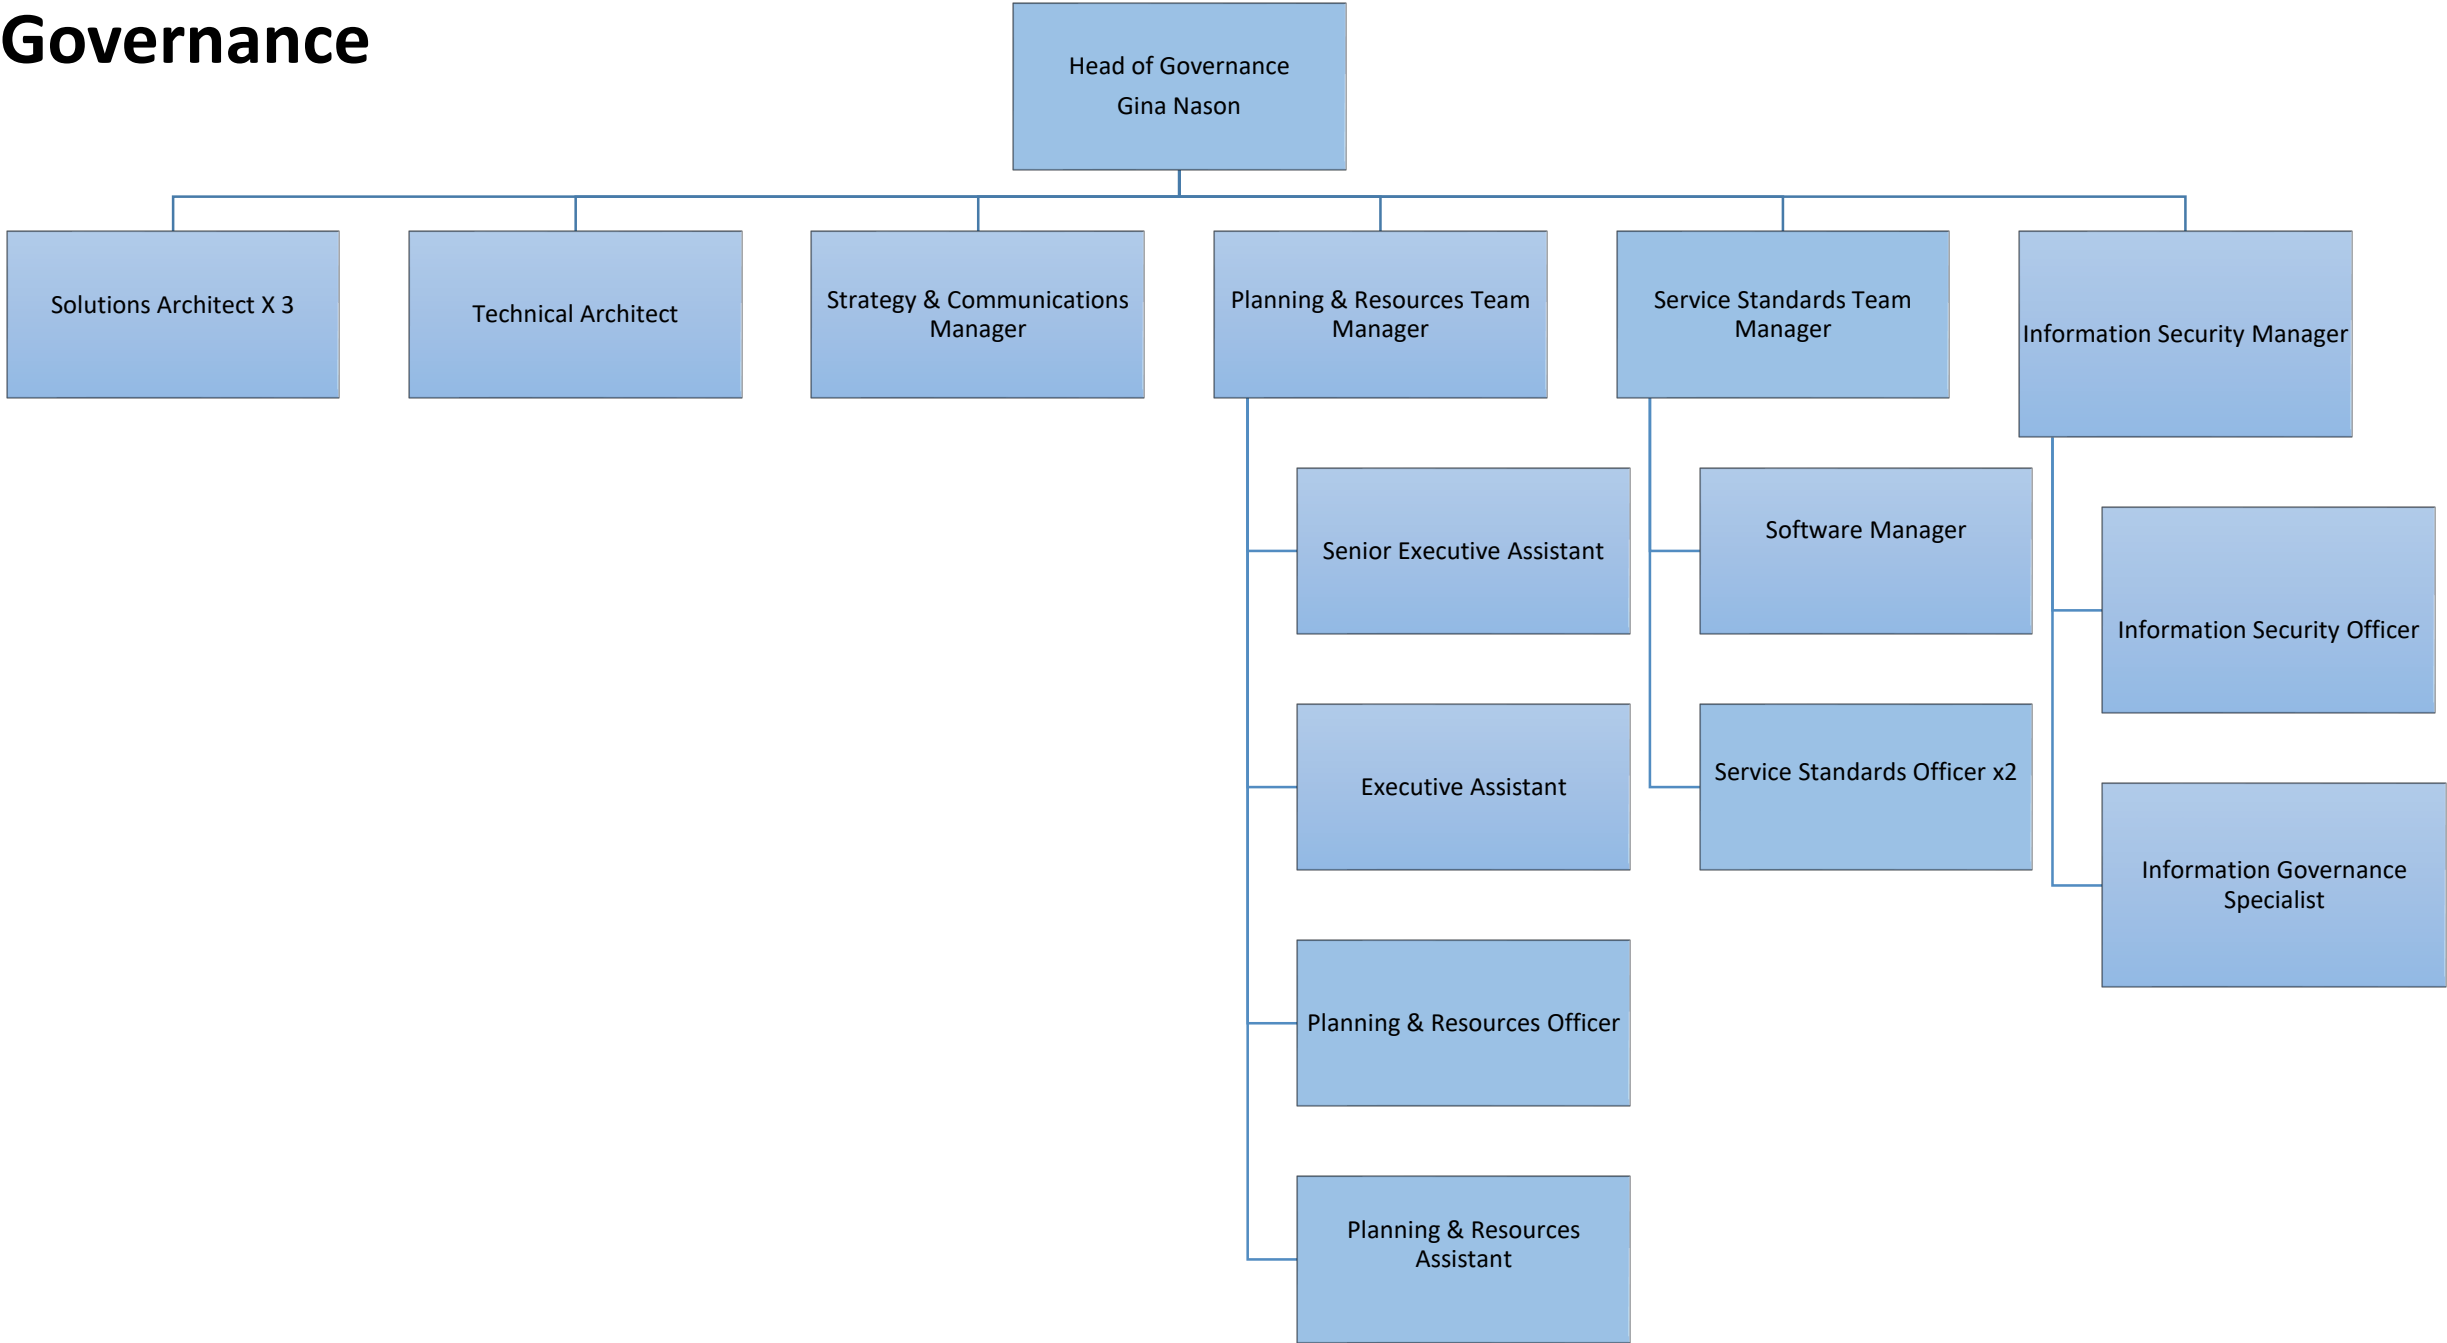 Governance
Head of Governance
Gina Nason
Solutions Architect X 3
Technical Architect
Strategy & Communications
Manager
Planning & Resources Team
Manager
Service Standards Team
Manager
Information Security Manager
Senior Executive Assistant
Executive Assistant
Planning & Resources Officer
Planning & Resources
Assistant
Software Manager
Service Standards Officer x2
Information Security Officer
Information Governance
Specialist